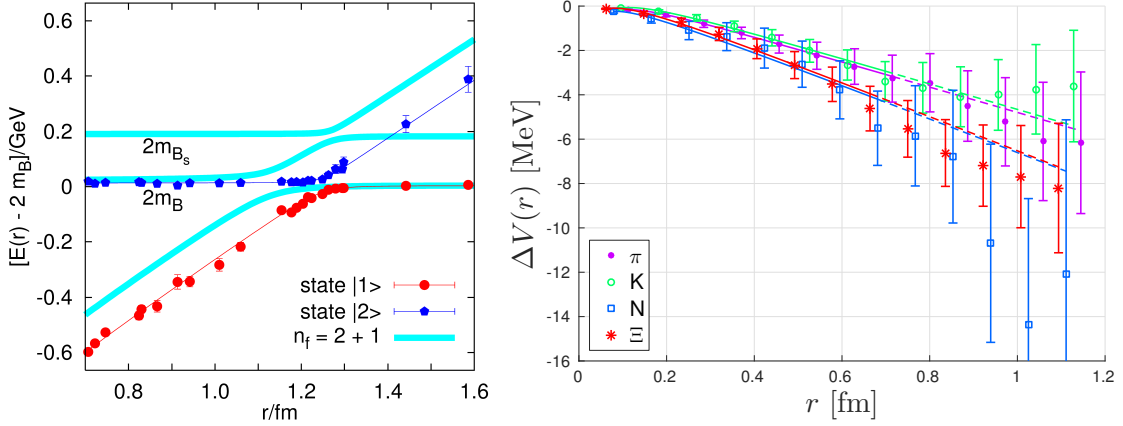 [E(r) - 2 m_B]/GeV
0.4
0.2
0
-0.2
-0.4
-0.6
2m_{B_s}
2m_B
state |1>
state |2>
n_f = 2 + 1
0.8
1.0
1.2
1.4
1.6
r/fm
ΔV(r) [MeV]
0
-2
-4
-6
-8
-10
-12
-14
-16
π
K
N
Ξ
0
0.2
0.4
0.6
0.8
1
1.2
r [fm]